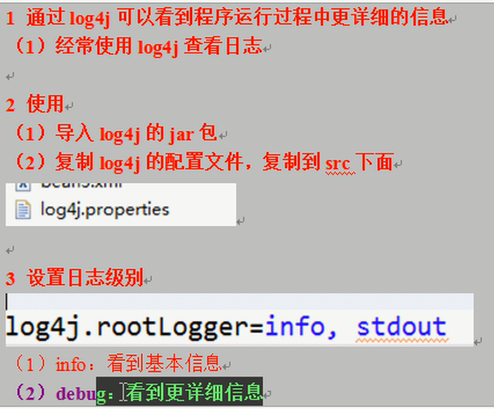 1 通过 log4j 可以看到程序运行过程中更详细的信息
（1）经常使用 log4j 查看日志
2 使用
（1）导入 log4j 的 jar 包
（2）复制 log4j 的配置文件，复制到 src 下面
log4j.properties
3 设置日志级别
log4j.rootLogger=info, stdout
（1）info：看到基本信息
（2）debug：看到更详细信息